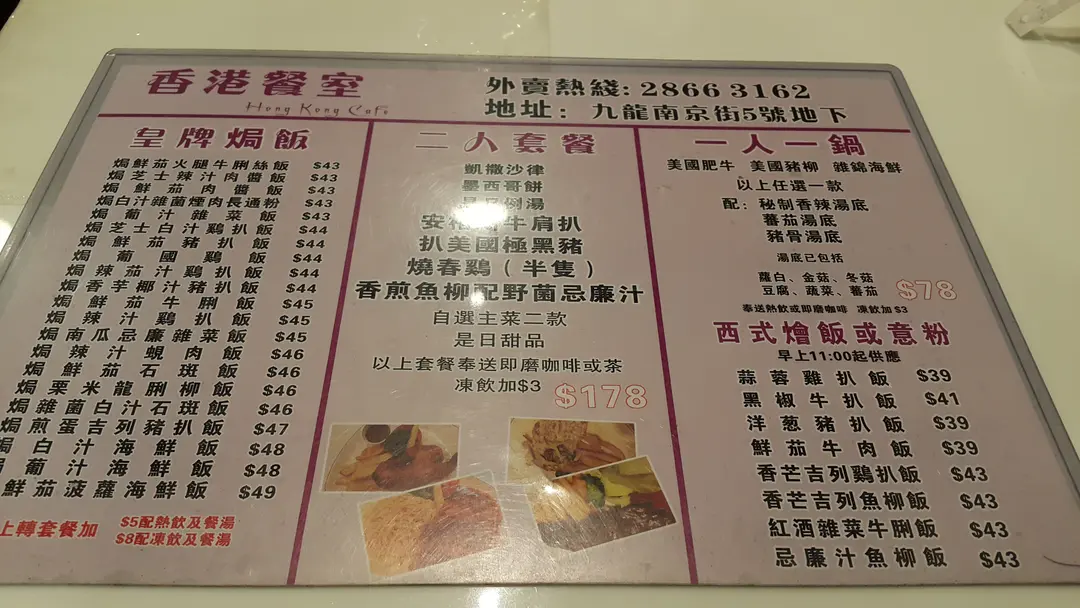 香港餐室
Hong Kong Cafe
外賣熱綫: 2866 3162
地址： 九龍南京街5號地下
皇牌焗飯
焗鮮茄火腿牛脷絲飯 $43
焗芝士辣汁肉醬飯 $43
焗鮮茄肉醬飯 $43
焗白汁雜菌煙肉長通粉 $43
焗葡汁雜菜飯 $43
焗芝士白汁鷄扒飯 $44
焗鮮茄豬扒飯 $44
焗葡國鷄飯 $44
焗辣茄汁鷄扒飯 $44
焗香芋椰汁豬扒飯 $44
焗鮮茄牛脷飯 $45
焗辣汁鷄扒飯 $45
焗南瓜忌廉雜菜飯 $45
焗辣汁蜆肉飯 $46
焗鮮茄石斑飯 $46
焗栗米龍脷柳飯 $46
焗雜菌白汁石斑飯 $46
焗煎蛋吉列豬扒飯 $47
焗白汁海鮮飯 $48
葡汁海鮮飯 $48
鮮茄菠蘿海鮮飯 $49
上轉套餐加
$5配熱飲及餐湯
$8配凍飲及餐湯
二人套餐
凱撒沙律
墨西哥餅
例湯
安格斯牛肩扒
扒美國極黑豬
燒春鷄（半隻）
香煎魚柳配野菌忌廉汁
自選主菜二款
是日甜品
以上套餐奉送即磨咖啡或茶
凍飲加$3 $178
一人一鍋
美國肥牛 美國豬柳 雜錦海鮮
以上任選一款
配：秘制香辣湯底
蕃茄湯底
豬骨湯底
湯底已包括
蘿白、金菇、冬菇
豆腐、蔬菜、蕃茄 $78
奉送熱飲或即磨咖啡 凍飲加$3
西式燴飯或意粉
早上11:00起供應
蒜蓉雞扒飯 $39
黑椒牛扒飯 $41
洋葱豬扒飯 $39
鮮茄牛肉飯 $39
香芒吉列鷄扒飯 $43
香芒吉列魚柳飯 $43
紅酒雜菜牛脷飯 $43
忌廉汁魚柳飯 $43